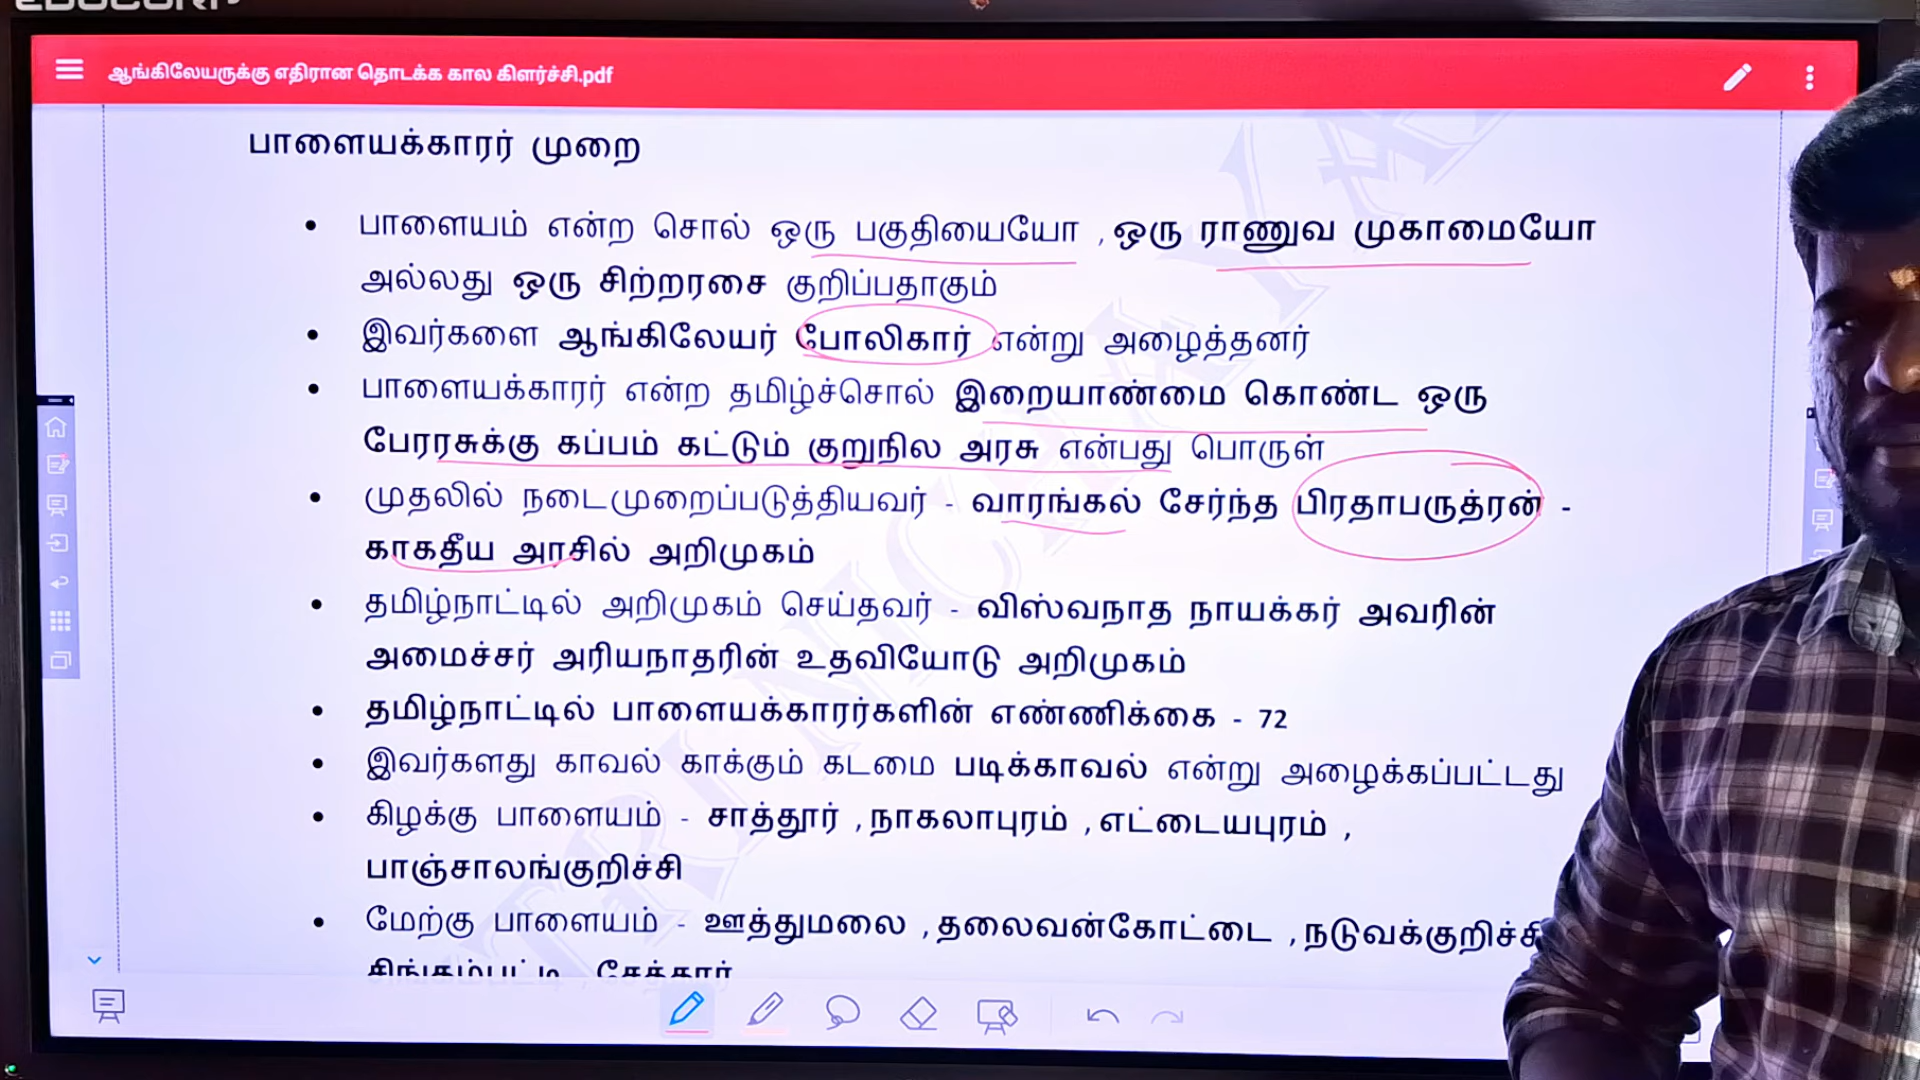 ஆங்கிலேயருக்கு எதிரான தொடக்க கால கிளர்ச்சி.pdf
பாளையக்காரர் முறை
• பாளையம் என்ற சொல் ஒரு பகுதியையோ , ஒரு ராணுவ முகாமையோ
அல்லது ஒரு சிற்றரசை குறிப்பதாகும்
• இவர்களை ஆங்கிலேயர் போலிகார் என்று அழைத்தனர்
• பாளையக்காரர் என்ற தமிழ்ச்சொல் இறையாண்மை கொண்ட ஒரு
பேரரசுக்கு கப்பம் கட்டும் குறுநில அரசு என்பது பொருள்
• முதலில் நடைமுறைப்படுத்தியவர் - வாரங்கல் சேர்ந்த பிரதாபருத்ரன் -
காகதீய அரசில் அறிமுகம்
• தமிழ்நாட்டில் அறிமுகம் செய்தவர் - விஸ்வநாத நாயக்கர் அவரின்
அமைச்சர் அரியநாதரின் உதவியோடு அறிமுகம்
• தமிழ்நாட்டில் பாளையக்காரர்களின் எண்ணிக்கை - 72
• இவர்களது காவல் காக்கும் கடமை படிக்காவல் என்று அழைக்கப்பட்டது
• கிழக்கு பாளையம் - சாத்தூர் , நாகலாபுரம் , எட்டையபுரம் ,
பாஞ்சாலங்குறிச்சி
• மேற்கு பாளையம் - ஊத்துமலை , தலைவன்கோட்டை , நடுவக்குறிச்சி
சிங்கம்பட்டி , சேத்தூர்